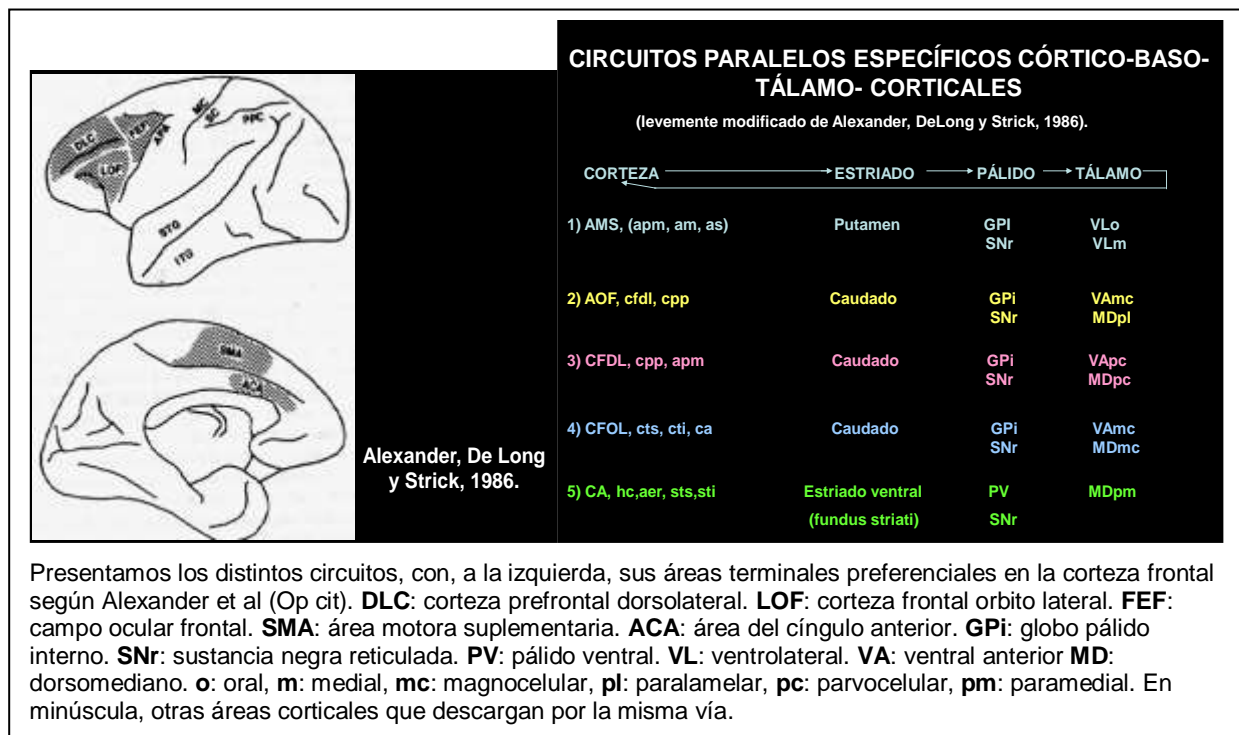 CIRCUITOS PARALELOS ESPECÍFICOS CÓRTICO-BASO-
TÁLAMO- CORTICALES
(levemente modificado de Alexander, DeLong y Strick, 1986).
CORTEZA ESTRIADO PÁLIDO TÁLAMO
1) AMS, (apm, am, as) Putamen GPI VLo
SNr VLm
2) AOF, cfdl, cpp Caudado GPi VAmc
SNr MDpl
3) CFDL, cpp, apm Caudado GPi VApc
SNr MDpc
4) CFOL, cts, cti, ca Caudado GPi VAmc
SNr MDmc
5) CA, hc,aer, sts,sti Estriado ventral PV MDpm
(fundus striati) SNr
DLC
FEF
APA
MC
SC
PPC
LOF
STG
ITG
SMA
ACA
Alexander, De Long
y Strick, 1986.
Presentamos los distintos circuitos, con, a la izquierda, sus áreas terminales preferenciales en la corteza frontal
según Alexander et al (Op cit). DLC: corteza prefrontal dorsolateral. LOF: corteza frontal orbito lateral. FEF:
campo ocular frontal. SMA: área motora suplementaria. ACA: área del cíngulo anterior. GPi: globo pálido
interno. SNr: sustancia negra reticulada. PV: pálido ventral. VL: ventrolateral. VA: ventral anterior MD:
dorsomediano. o: oral, m: medial, mc: magnocelular, pl: paralamelar, pc: parvocelular, pm: paramedial. En
minúscula, otras áreas corticales que descargan por la misma vía.